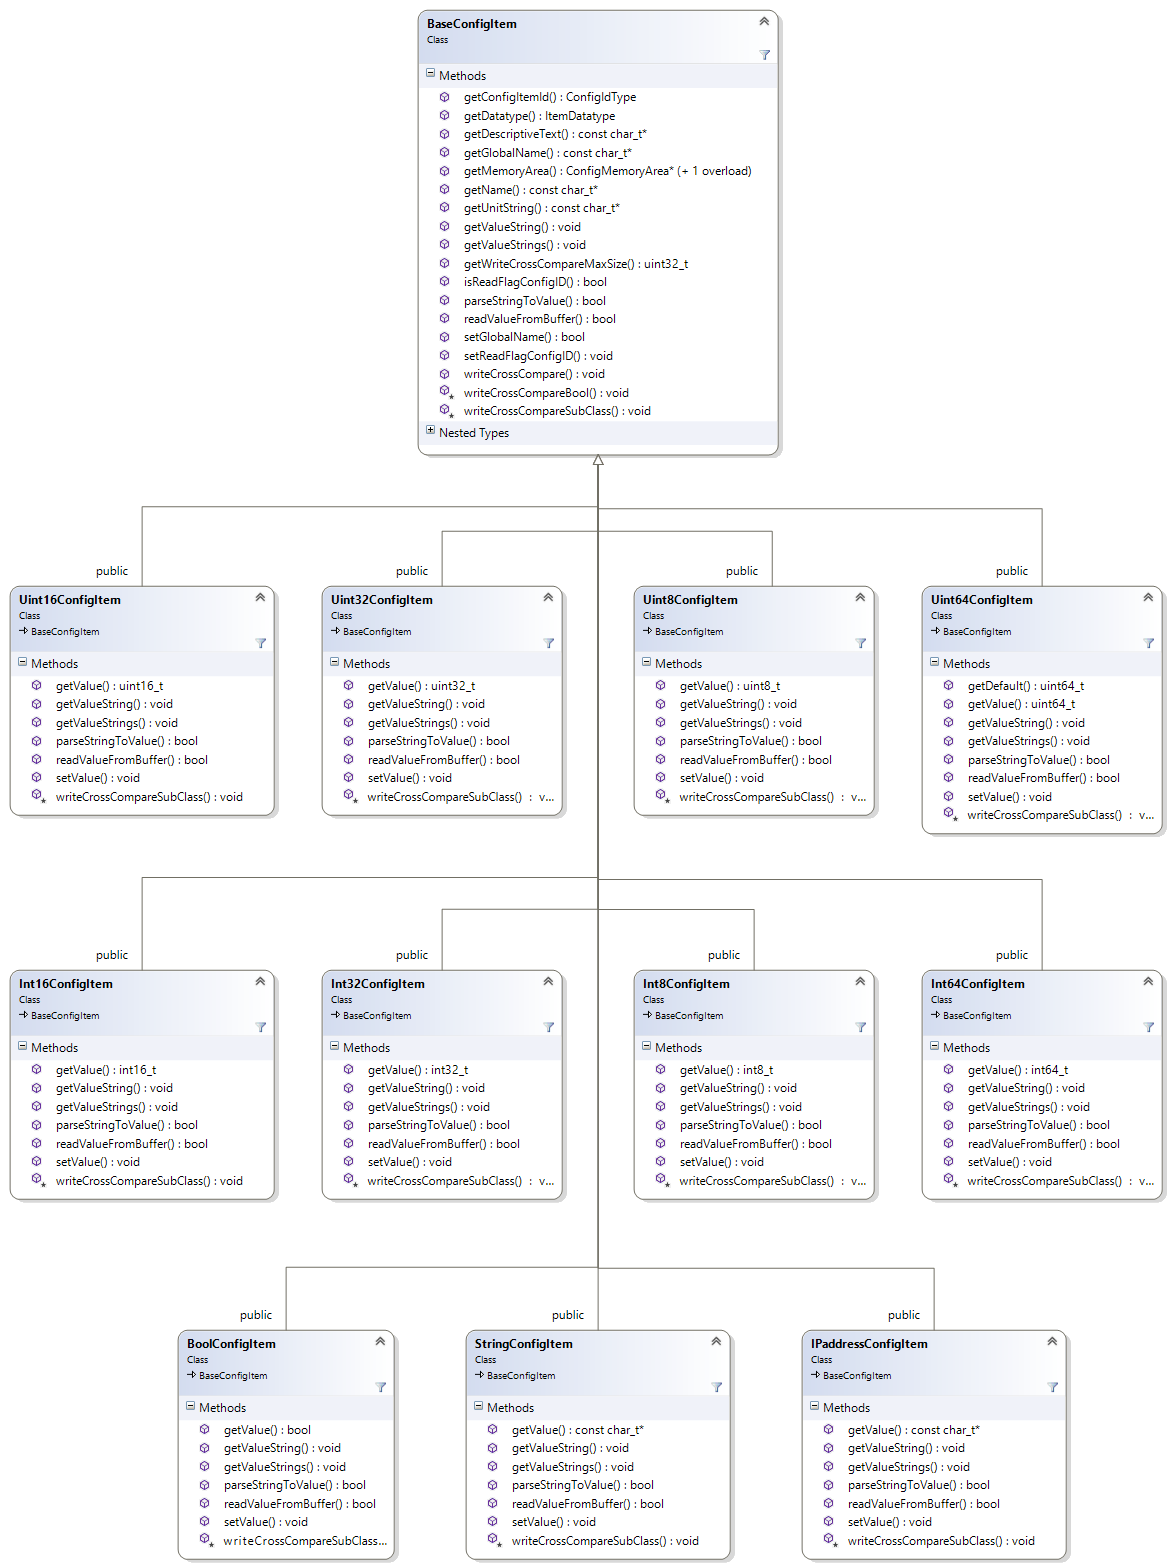 BaseConfigItem
Class
Methods
getConfigItemId() : ConfigIdType
getDatatype() : ItemDatatype
getDescriptiveText() : const char_t*
getGlobalName() : const char_t*
getMemoryArea() : ConfigMemoryArea* (+ 1 overload)
getName() : const char_t*
getUnitString() : const char_t*
getValueString() : void
getValueStrings() : void
getWriteCrossCompareMaxSize() : uint32_t
isReadFlagConfigID() : bool
parseStringToValue() : bool
readValueFromBuffer() : bool
setGlobalName() : bool
setReadFlagConfigID() : void
writeCrossCompare() : void
writeCrossCompareBool() : void
writeCrossCompareSubClass() : void
Nested Types
public
Uint16ConfigItem
Class
BaseConfigItem
Methods
getValue() : uint16_t
getValueString() : void
getValueStrings() : void
parseStringToValue() : bool
readValueFromBuffer() : bool
setValue() : void
writeCrossCompareSubClass() : void
public
Uint32ConfigItem
Class
BaseConfigItem
Methods
getValue() : uint32_t
getValueString() : void
getValueStrings() : void
parseStringToValue() : bool
readValueFromBuffer() : bool
setValue() : void
writeCrossCompareSubClass() : v...
public
Uint8ConfigItem
Class
BaseConfigItem
Methods
getValue() : uint8_t
getValueString() : void
getValueStrings() : void
parseStringToValue() : bool
readValueFromBuffer() : bool
setValue() : void
writeCrossCompareSubClass() : v...
public
Uint64ConfigItem
Class
BaseConfigItem
Methods
getDefault() : uint64_t
getValue() : uint64_t
getValueString() : void
getValueStrings() : void
parseStringToValue() : bool
readValueFromBuffer() : bool
setValue() : void
writeCrossCompareSubClass() : v...
public
Int16ConfigItem
Class
BaseConfigItem
Methods
getValue() : int16_t
getValueString() : void
getValueStrings() : void
parseStringToValue() : bool
readValueFromBuffer() : bool
setValue() : void
writeCrossCompareSubClass() : void
public
Int32ConfigItem
Class
BaseConfigItem
Methods
getValue() : int32_t
getValueString() : void
getValueStrings() : void
parseStringToValue() : bool
readValueFromBuffer() : bool
setValue() : void
writeCrossCompareSubClass() : v...
public
Int8ConfigItem
Class
BaseConfigItem
Methods
getValue() : int8_t
getValueString() : void
getValueStrings() : void
parseStringToValue() : bool
readValueFromBuffer() : bool
setValue() : void
writeCrossCompareSubClass() : v...
public
Int64ConfigItem
Class
BaseConfigItem
Methods
getValue() : int64_t
getValueString() : void
getValueStrings() : void
parseStringToValue() : bool
readValueFromBuffer() : bool
setValue() : void
writeCrossCompareSubClass() : v...
public
BoolConfigItem
Class
BaseConfigItem
Methods
getValue() : bool
getValueString() : void
getValueStrings() : void
parseStringToValue() : bool
readValueFromBuffer() : bool
setValue() : void
writeCrossCompareSubClass...
public
StringConfigItem
Class
BaseConfigItem
Methods
getValue() : const char_t*
getValueString() : void
getValueStrings() : void
parseStringToValue() : bool
readValueFromBuffer() : bool
setValue() : void
writeCrossCompareSubClass() : void
public
IPaddressConfigItem
Class
BaseConfigItem
Methods
getValue() : const char_t*
getValueString() : void
getValueStrings() : void
parseStringToValue() : bool
readValueFromBuffer() : bool
setValue() : void
writeCrossCompareSubClass() : void